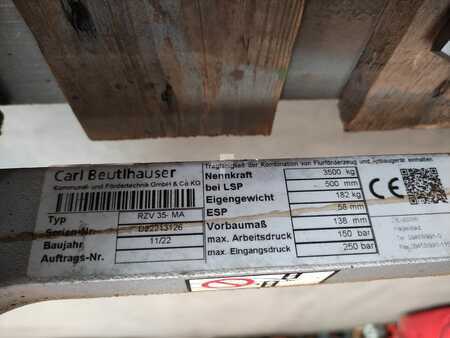 Tragfähigkeit der Kombination von Flurförderzeug und Anbaugerät einhalten
Carl Beutlhauser
Kommunal- und Fördertechnik GmbH & Co KG
Typ RZV 35- MA
Serien-Nr.
Baujahr 11/22
Auftrags-Nr.
Nennkraft 3500 kg
bei LSP 500 mm
Eigengewicht 182 kg
ESP 58 mm
Vorbaumaß 138 mm
max. Arbeitsdruck 150 bar
max. Eingangsdruck 250 bar
CE